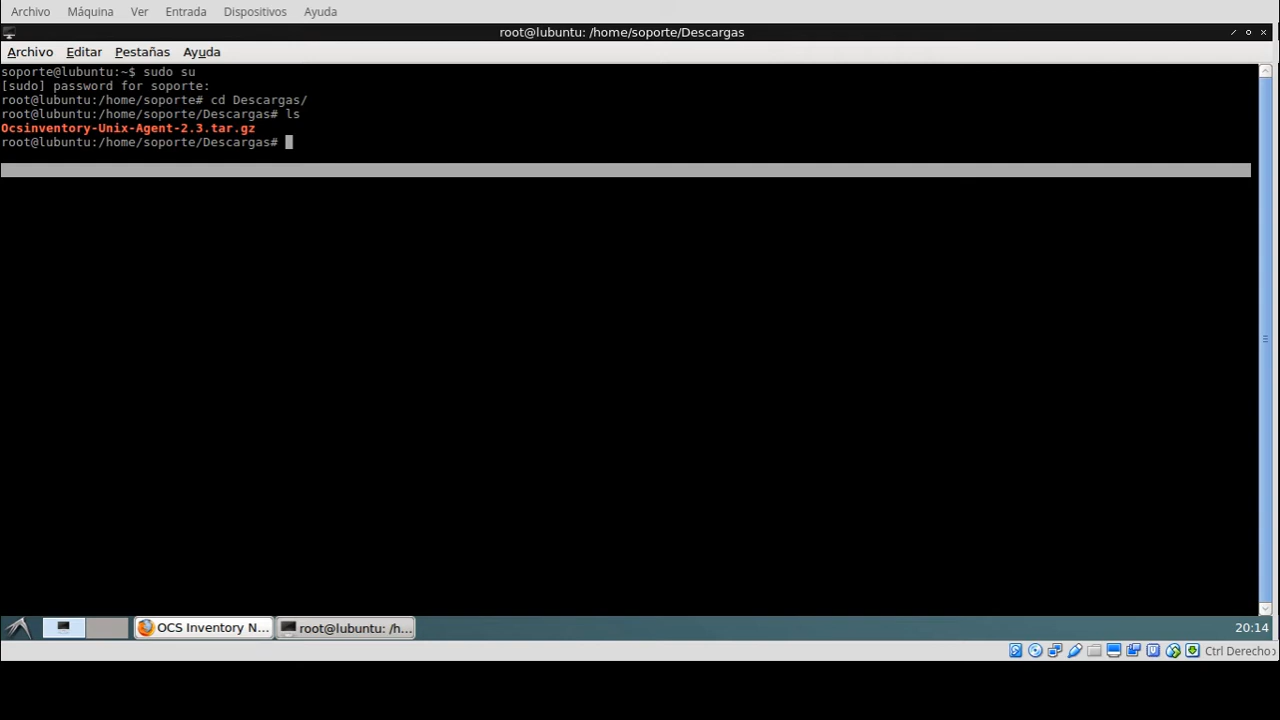 Archivo Máquina Ver Entrada Dispositivos Ayuda
root@lubuntu: /home/soporte/Descargas
Archivo Editar Pestañas Ayuda
soporte@lubuntu:~$ sudo su
[sudo] password for soporte:
root@lubuntu:/home/soporte# cd Descargas/
root@lubuntu:/home/soporte/Descargas# ls
Ocsinventory-Unix-Agent-2.3.tar.gz
root@lubuntu:/home/soporte/Descargas#
OCS Inventory N... root@lubuntu: /h... 20:14
Ctrl Derecho